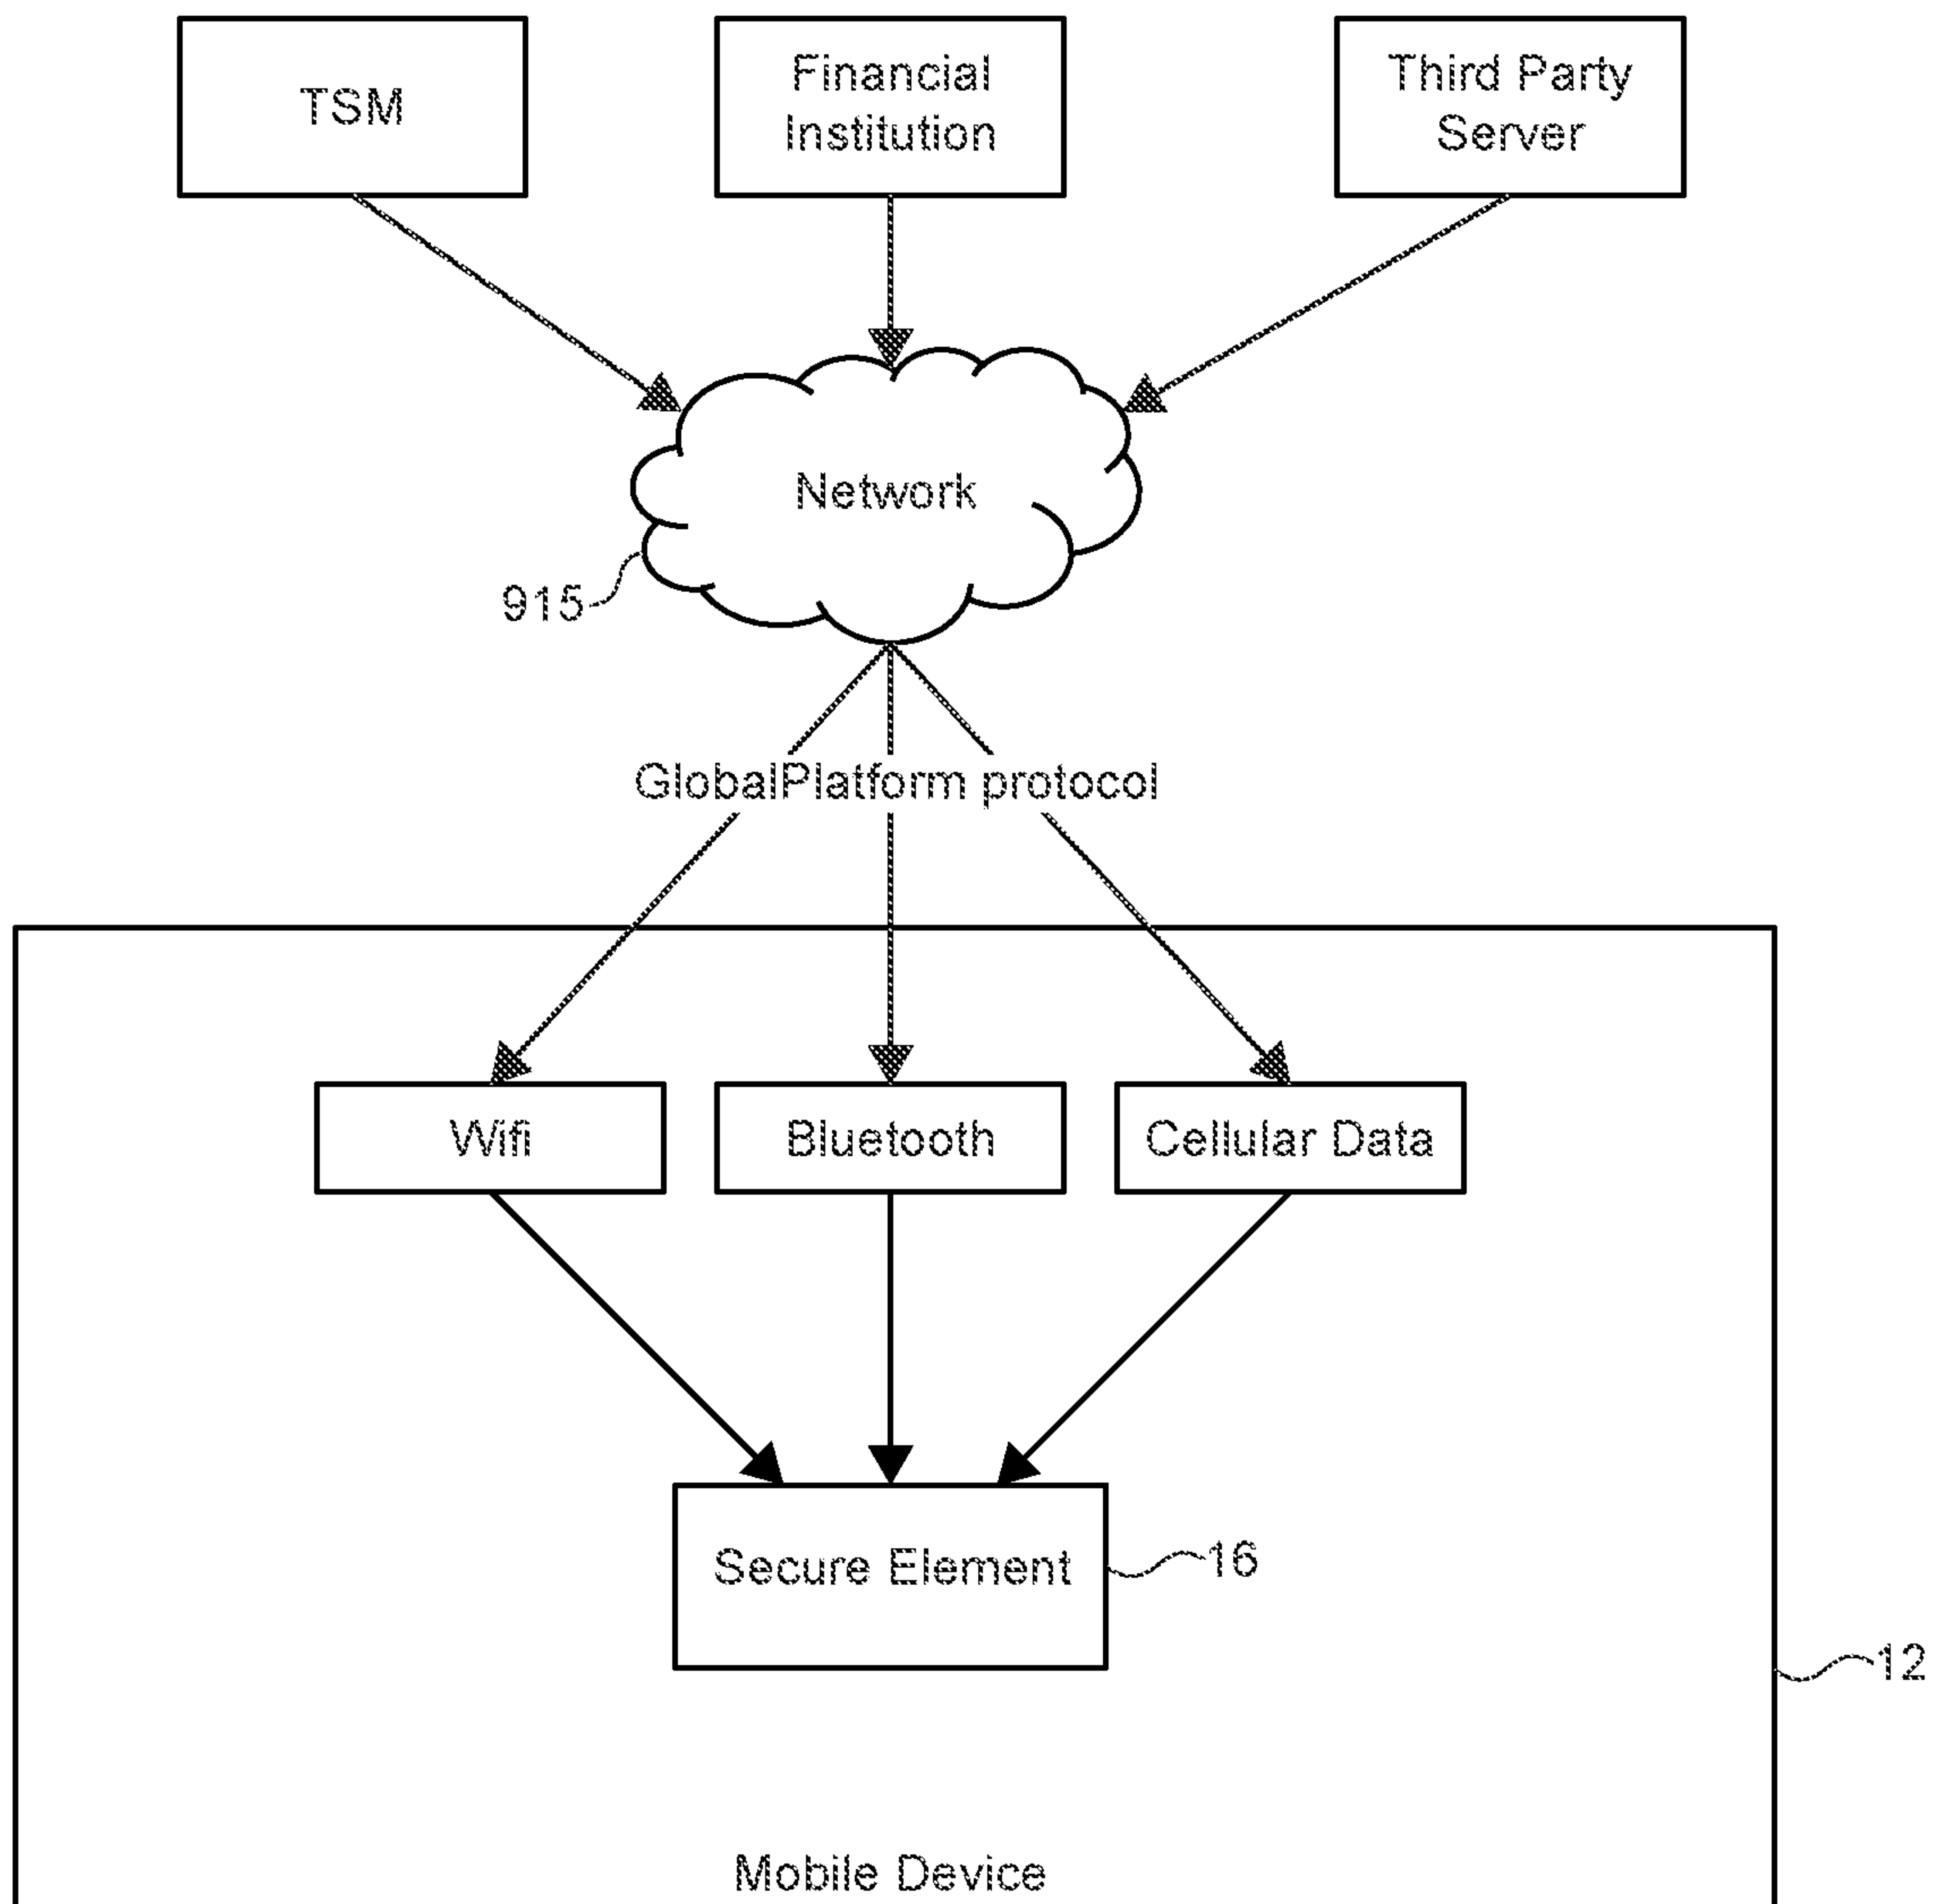 TSM
Financial
Institution
Third Party
Server
Network
915
GlobalPlatform protocol
Wifi
Bluetooth
Cellular Data
Secure Element
16
12
Mobile Device